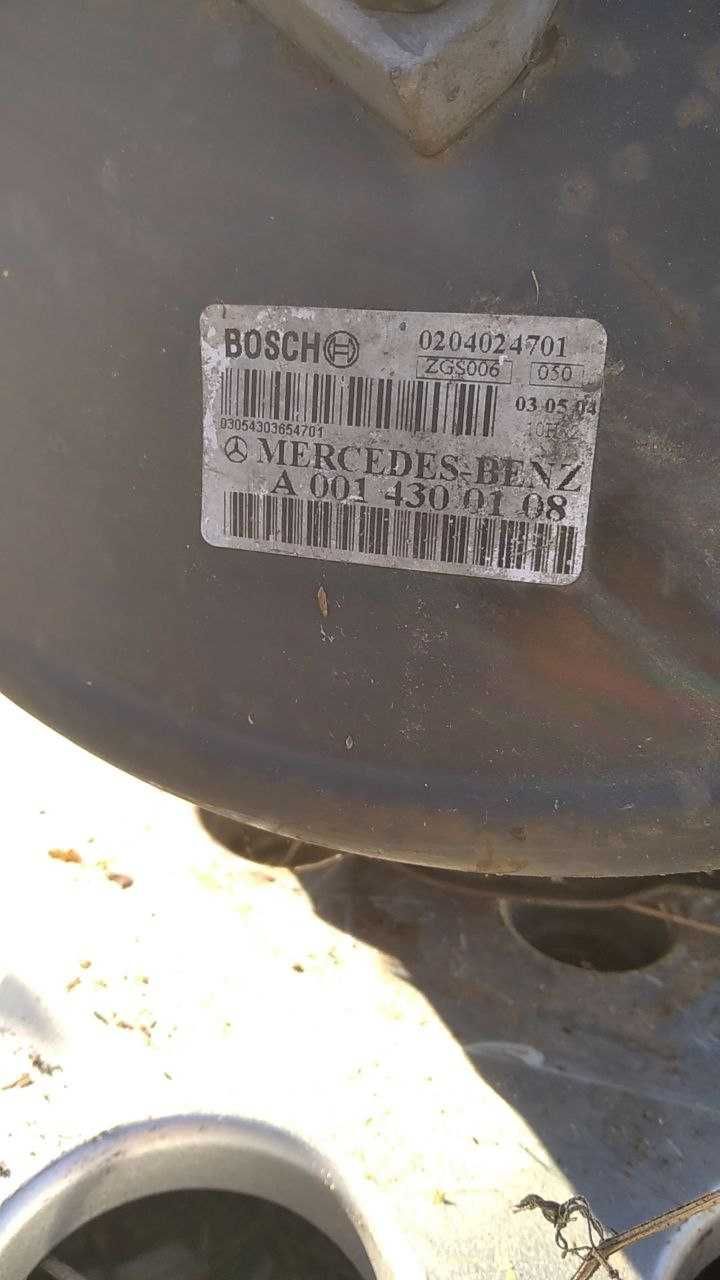 BOSCH 0204024701
ZGS006 050
03 05 04
03054303654701
MERCEDES-BENZ
A 001 430 01 08